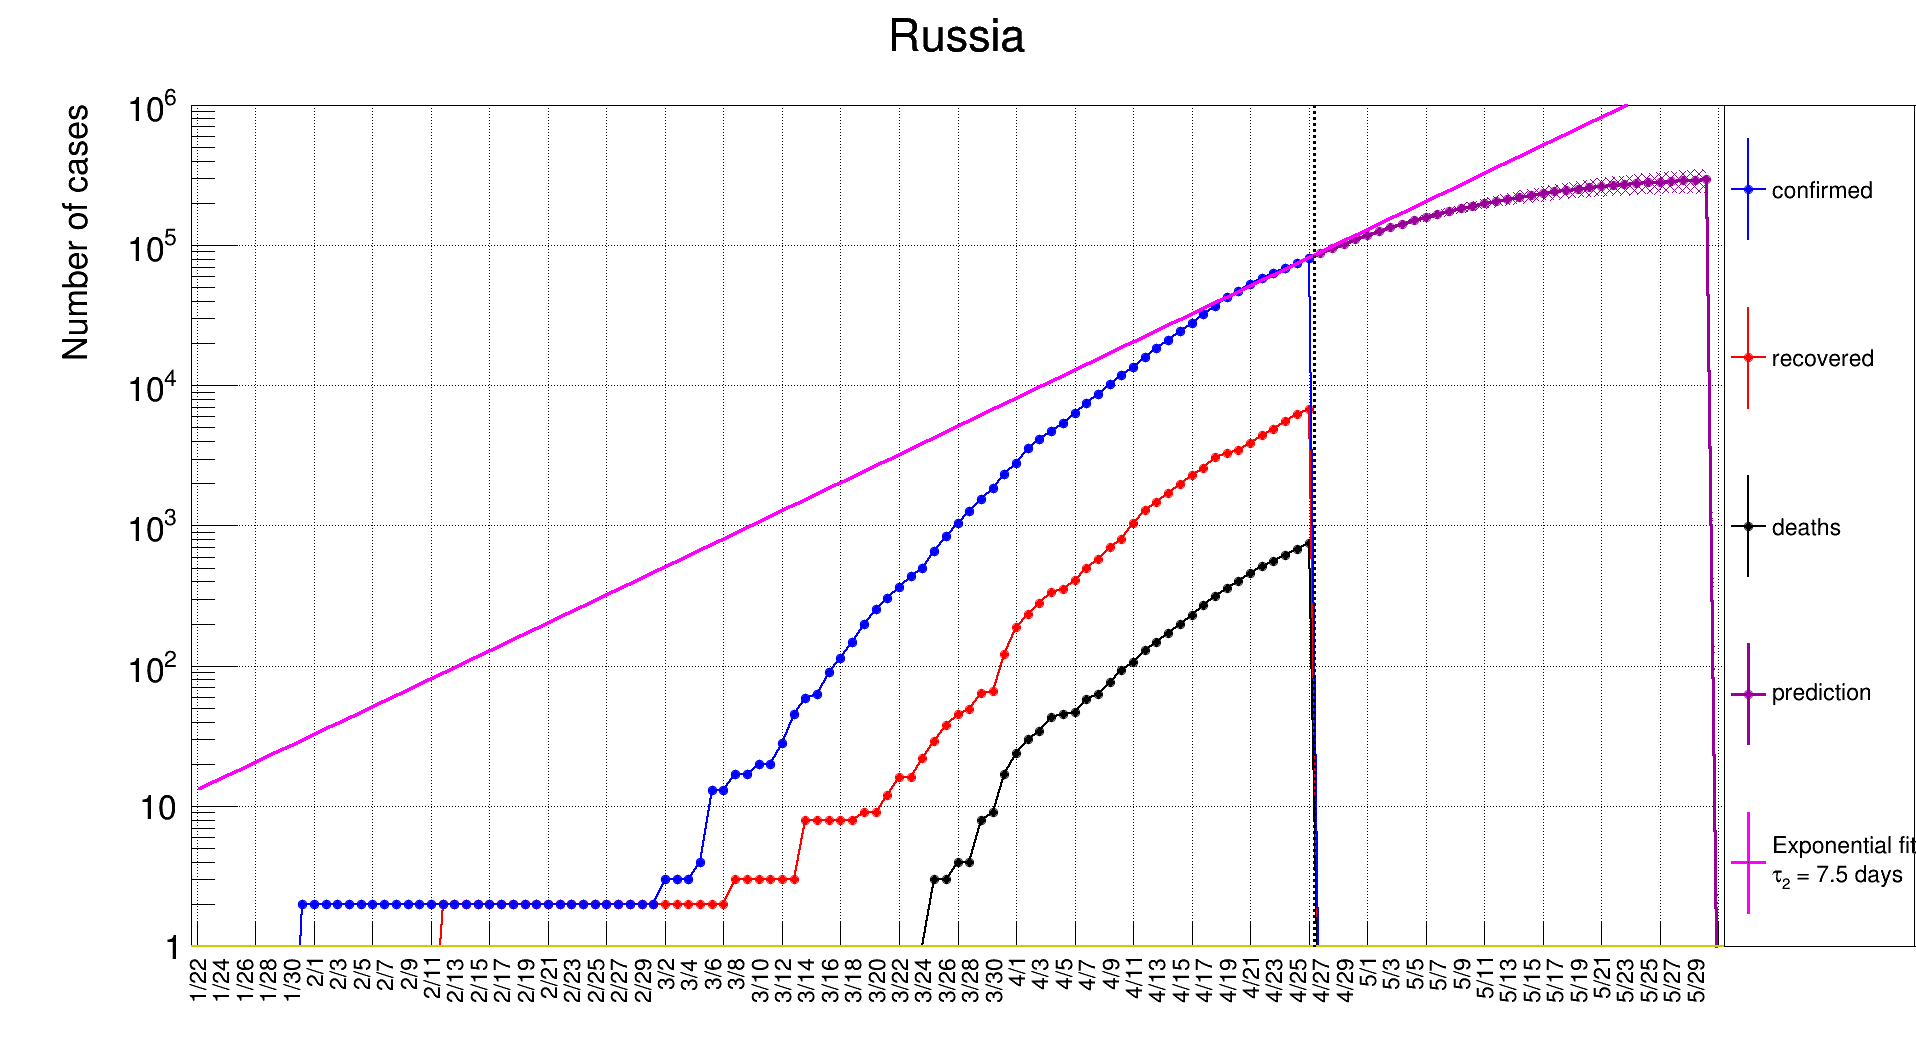 Russia
Number of cases
10^6
10^5
10^4
10^3
10^2
10
1
1/22 1/24 1/26 1/28 1/30 2/1 2/3 2/5 2/7 2/9 2/11 2/13 2/15 2/17 2/19 2/21 2/23 2/25 2/27 2/29 3/2 3/4 3/6 3/8 3/10 3/12 3/14 3/16 3/18 3/20 3/22 3/24 3/26 3/28 3/30 4/1 4/3 4/5 4/7 4/9 4/11 4/13 4/15 4/17 4/19 4/21 4/23 4/25 4/27 4/29 5/1 5/3 5/5 5/7 5/9 5/11 5/13 5/15 5/17 5/19 5/21 5/23 5/25 5/27 5/29
confirmed
recovered
deaths
prediction
Exponential fit
τ_2 = 7.5 days